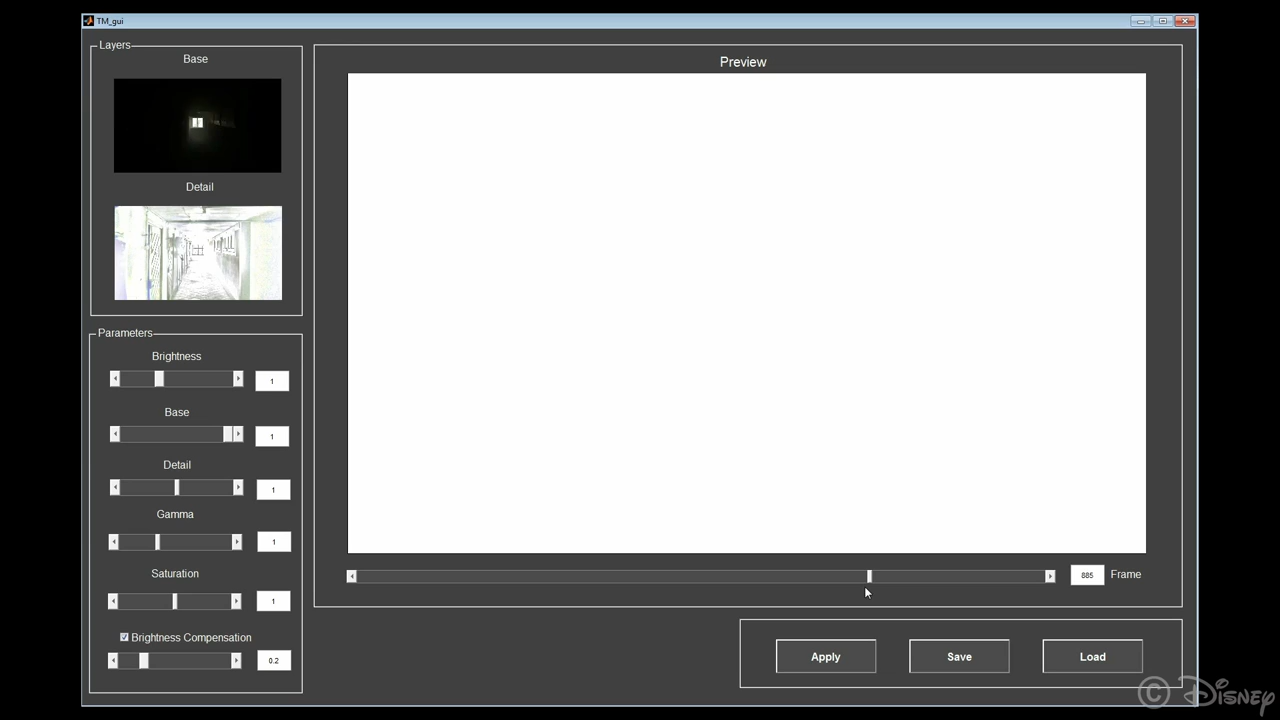 TM_gui
Layers
Base
Detail
Parameters
Brightness
1
Base
1
Detail
1
Gamma
1
Saturation
1
Brightness Compensation
0.2
Preview
885 Frame
Apply Save Load
© Disney